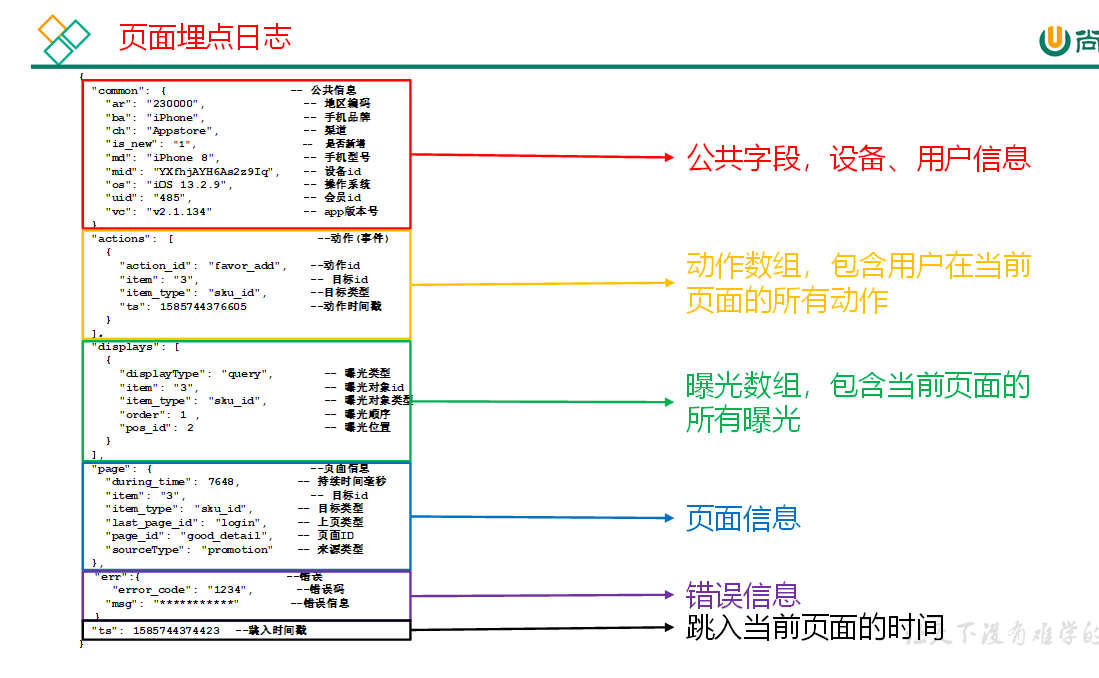 页面埋点日志
尚
{
"common": { -- 公共信息
"ar": "230000", -- 地区编码
"ba": "iPhone", -- 手机品牌
"ch": "Appstore", -- 渠道
"is_new": "1", -- 是否新增
"md": "iPhone 8", -- 手机型号
"mid": "YXfhjAYH6As2z9Iq", -- 设备id
"os": "iOS 13.2.9", -- 操作系统
"uid": "485", -- 会员id
"vc": "v2.1.134" -- app版本号
},
公共字段，设备、用户信息
"actions": [ --动作(事件)
{
"action_id": "favor_add", --动作id
"item": "3", -- 目标id
"item_type": "sku_id", --目标类型
"ts": 1585744376605 --动作时间戳
}
],
动作数组，包含用户在当前
页面的所有动作
"displays": [
{
"displayType": "query", -- 曝光类型
"item": "3", -- 曝光对象id
"item_type": "sku_id", -- 曝光对象类型
"order": 1 , -- 曝光顺序
"pos_id": 2 -- 曝光位置
}
],
曝光数组，包含当前页面的
所有曝光
"page": { --页面信息
"during_time": 7648, -- 持续时间毫秒
"item": "3", -- 目标id
"item_type": "sku_id", -- 目标类型
"last_page_id": "login", -- 上页类型
"page_id": "good_detail", -- 页面ID
"sourceType": "promotion" -- 来源类型
},
页面信息
"err":{ --错误
"error_code": "1234", --错误码
"msg": "***********" --错误信息
}
错误信息
"ts": 1585744374423 --跳入时间戳
}
跳入当前页面的时间
天下没有难学的